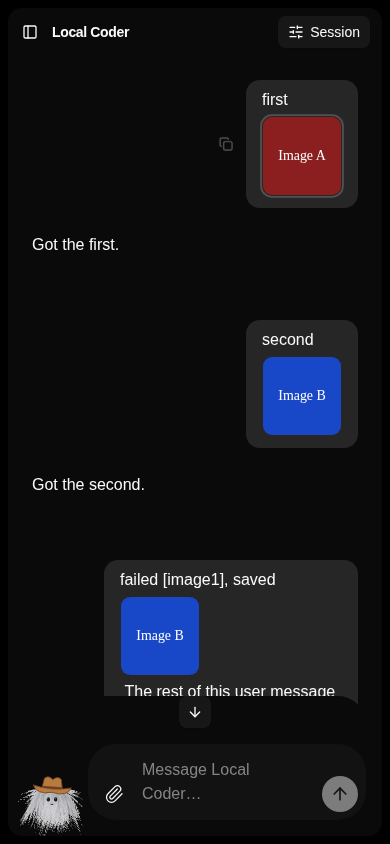 Local Coder
Session
first
Image A
Got the first.
second
Image B
Got the second.
failed [image1], saved
Image B
The rest of this user message
Message Local
Coder…